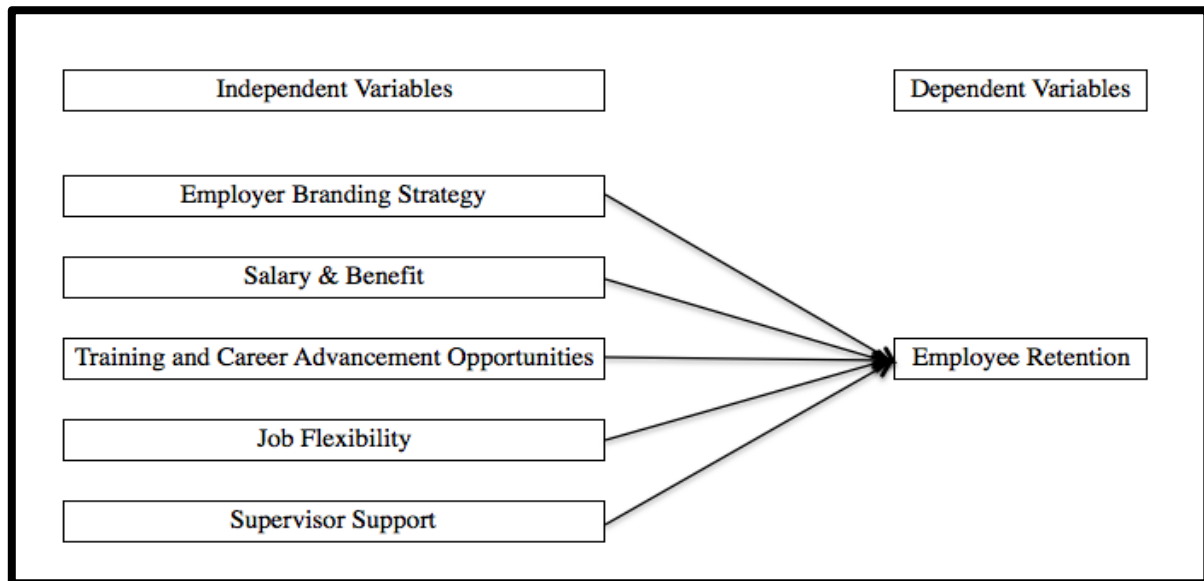 Independent Variables
Dependent Variables
Employer Branding Strategy
Salary & Benefit
Training and Career Advancement Opportunities
Employee Retention
Job Flexibility
Supervisor Support